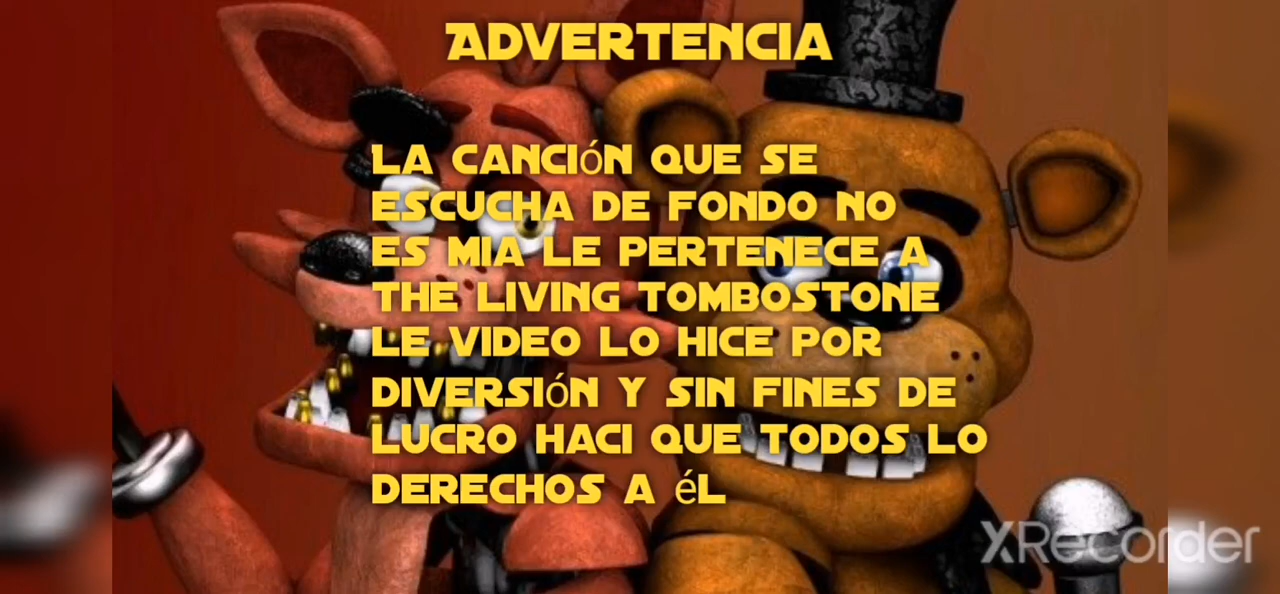 ADVERTENCIA
LA CANCIÓN QUE SE
ESCUCHA DE FONDO NO
ES MIA LE PERTENECE A
THE LIVING TOMBOSTONE
LE VIDEO LO HICE POR
DIVERSIÓN Y SIN FINES DE
LUCRO HACI QUE TODOS LO
DERECHOS A éL
XRecorder